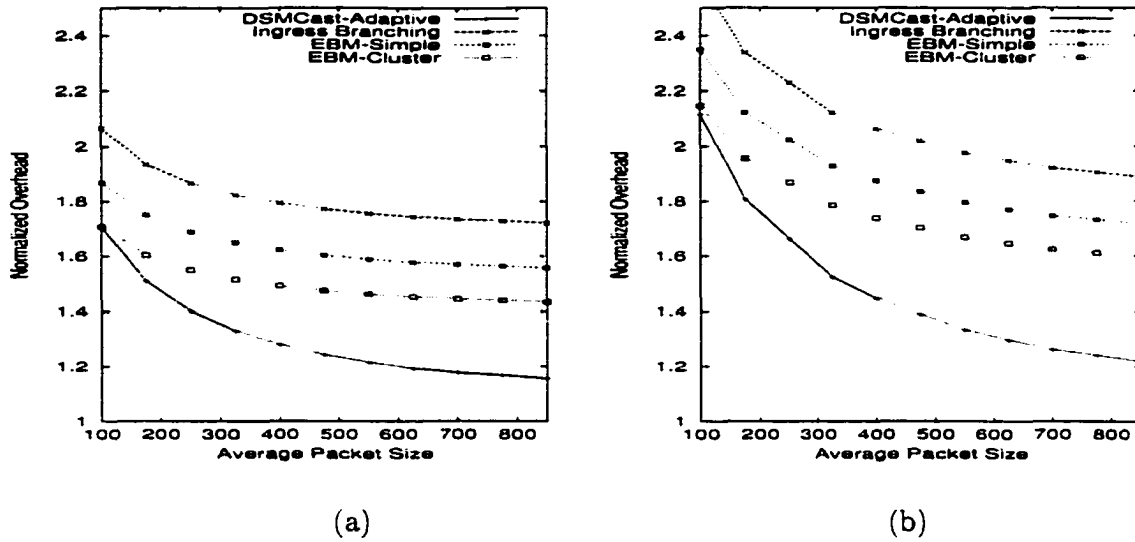 DSMCast-Adaptive
Ingress Branching
EBM-Simple
EBM-Cluster
2.4
2.2
2
1.8
1.6
1.4
1.2
1
Normalized Overhead
100 200 300 400 500 600 700 800
Average Packet Size
(a)
DSMCast-Adaptive
Ingress Branching
EBM-Simple
EBM-Cluster
2.4
2.2
2
1.8
1.6
1.4
1.2
1
Normalized Overhead
100 200 300 400 500 600 700 800
Average Packet Size
(b)